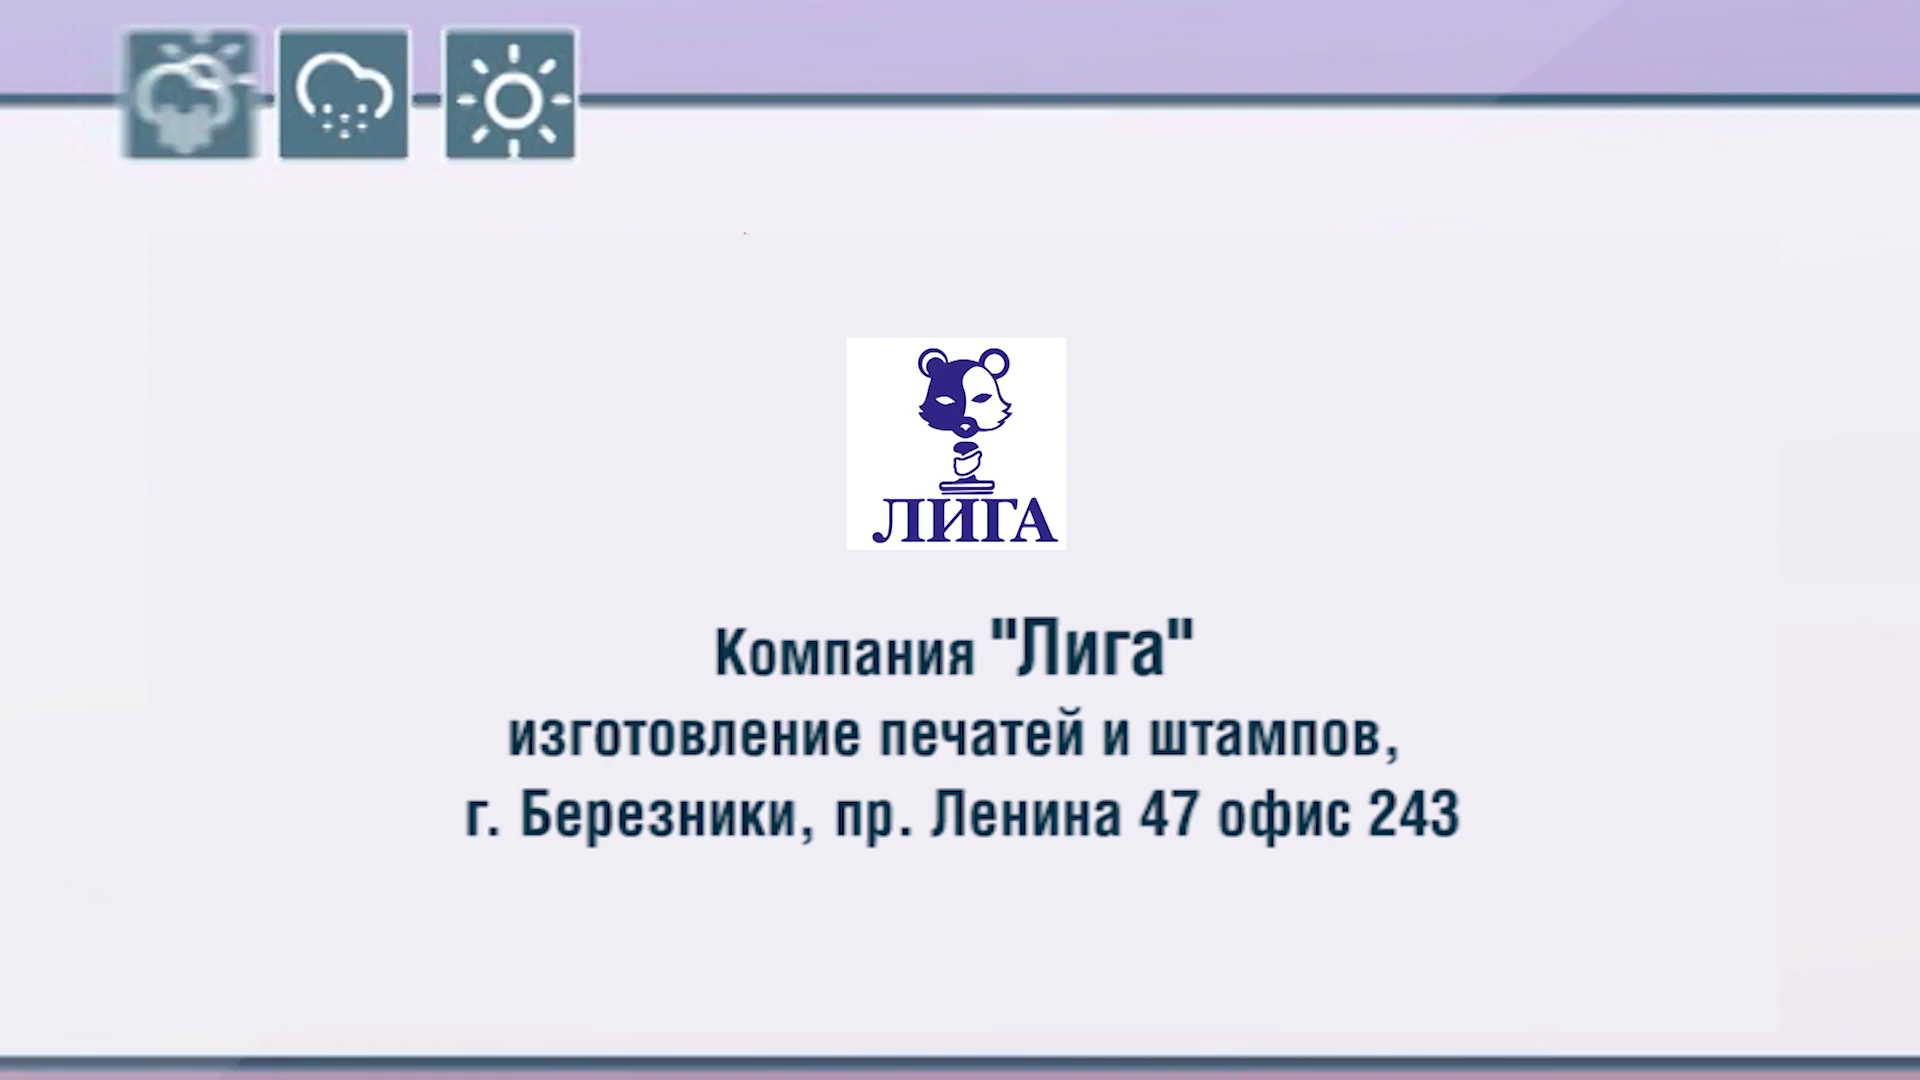 ЛИГА
Компания "Лига"
изготовление печатей и штампов,
г. Березники, пр. Ленина 47 офис 243